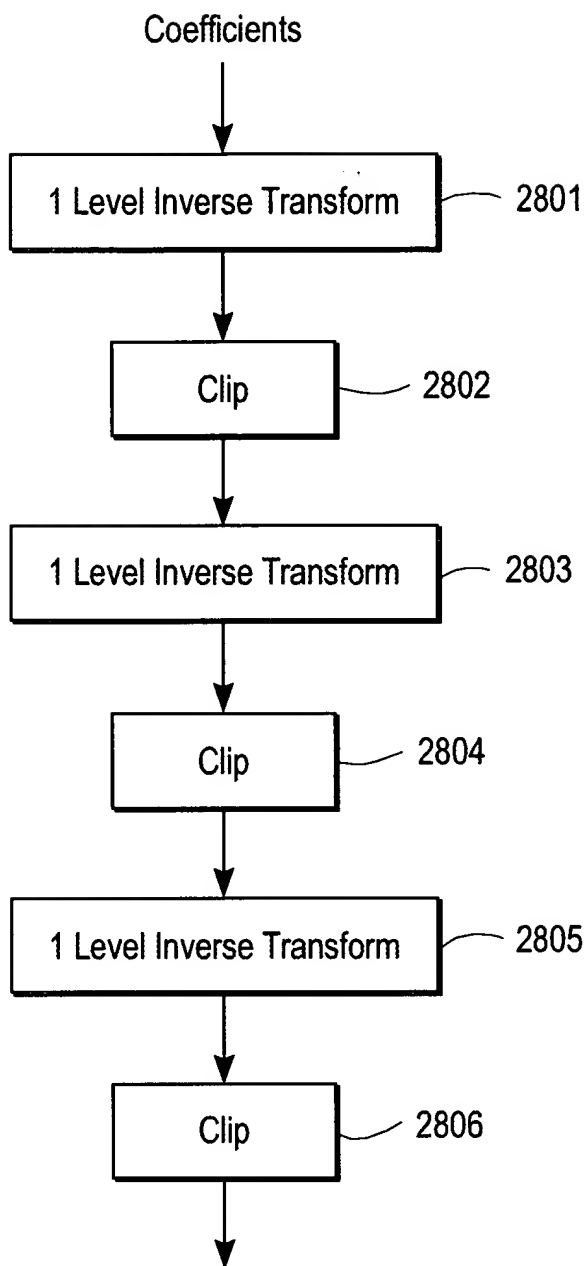 Coefficients
1 Level Inverse Transform
2801
Clip
2802
1 Level Inverse Transform
2803
Clip
2804
1 Level Inverse Transform
2805
Clip
2806